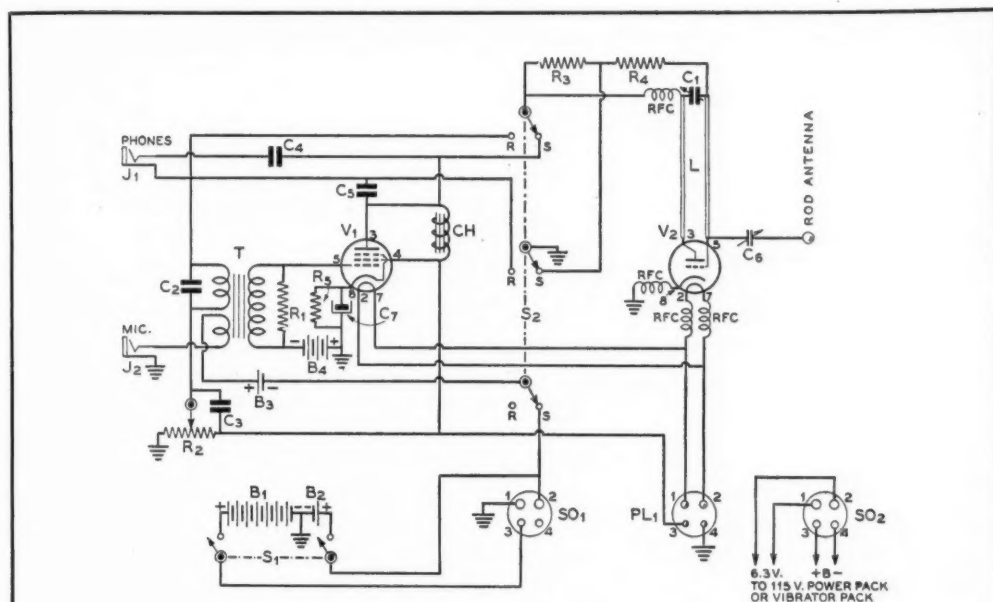 R3
R4
C1
RFC
PHONES
J1
C4
R
S
L
ROD ANTENNA
C5
V1
3
CH
V2
3
5
C6
T
5
4
R
S
RFC
8
2
7
C2
R5
8
2
7
R1
C7
S2
RFC
RFC
MIC.
J2
- +
B4
+ -
B3
R
S
C3
R2
+ B1 - B2 +
1 2
SO1
3 4
1 2
PL1
3 4
1 2
SO2
3 4
S1
6.3V. +B-
TO 115 V. POWER PACK
OR VIBRATOR PACK